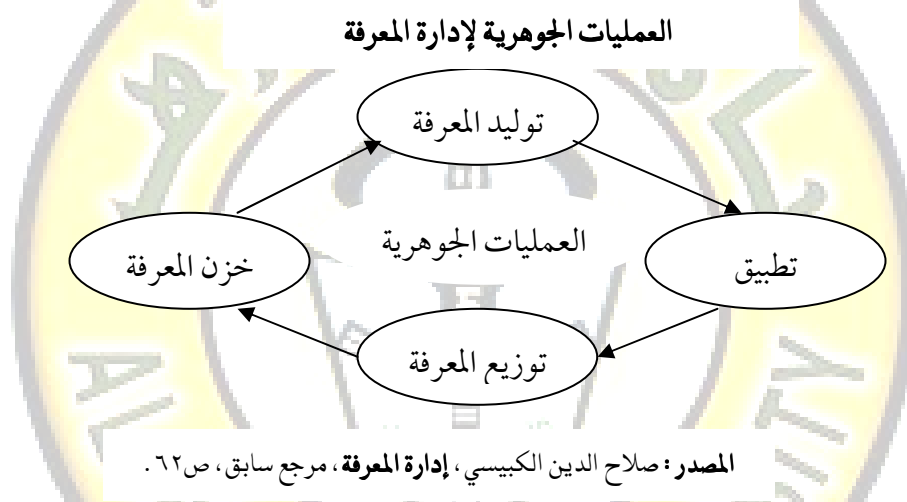 العمليات الجوهرية لإدارة المعرفة
توليد المعرفة
العمليات الجوهرية
خزن المعرفة
تطبيق
توزيع المعرفة
المصدر: صلاح الدين الكبيسي، إدارة المعرفة، مرجع سابق، ص٦٢.